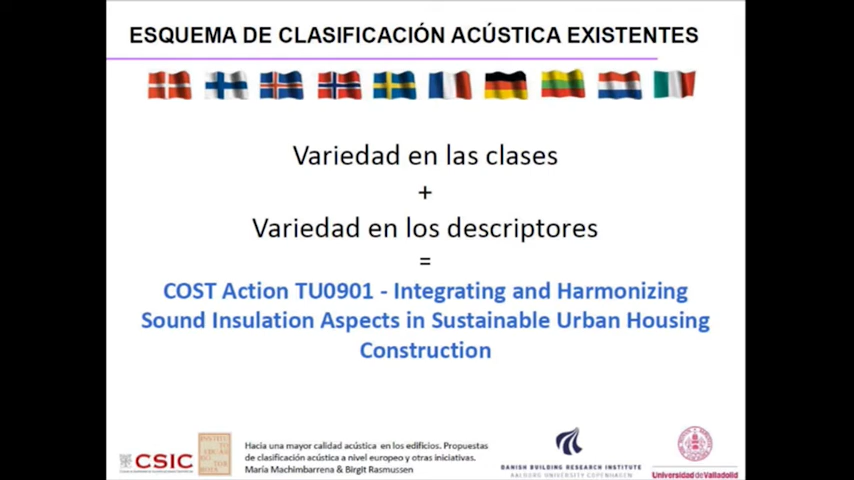 ESQUEMA DE CLASIFICACIÓN ACÚSTICA EXISTENTES
Variedad en las clases
+
Variedad en los descriptores
=
COST Action TU0901 - Integrating and Harmonizing
Sound Insulation Aspects in Sustainable Urban Housing
Construction
CSIC
Hacia una mayor calidad acústica en los edificios. Propuestas
de clasificación acústica a nivel europeo y otras iniciativas.
María Machimbarrena & Birgit Rasmussen
DANISH BUILDING RESEARCH INSTITUTE
AALBORG UNIVERSITY COPENHAGEN
Universidad de Valladolid